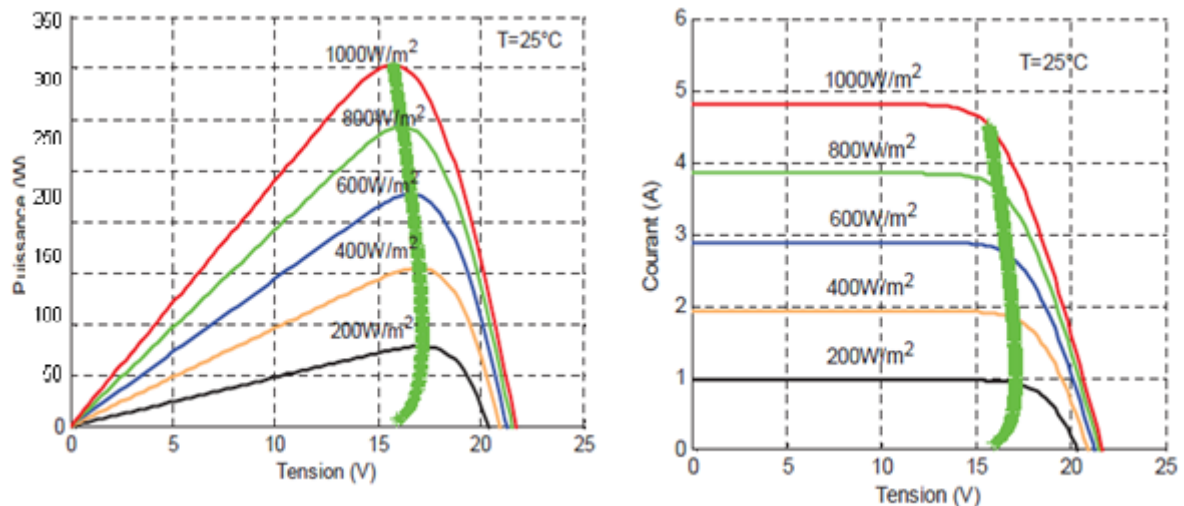 350
300
250
200
160
100
50
0
Puissance (W)
T=25°C
1000W/m²
800W/m²
600W/m²
400W/m²
200W/m²
0 5 10 15 20 25
Tension (V)
6
5
4
3
2
1
0
Courant (A)
T=25°C
1000W/m²
800W/m²
600W/m²
400W/m²
200W/m²
0 5 10 15 20 25
Tension (V)